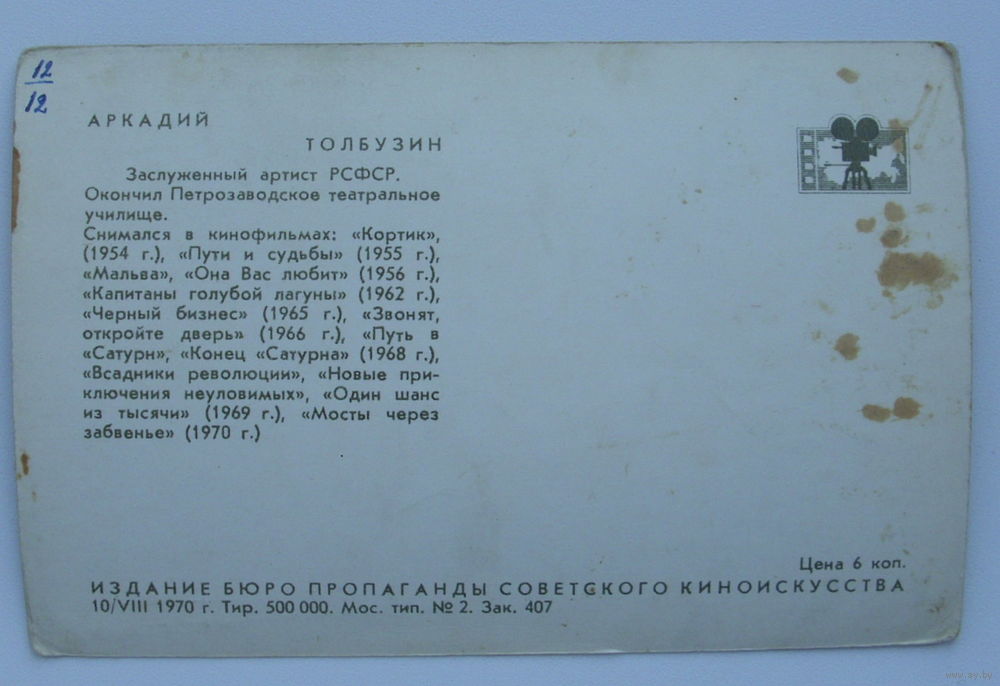 12
12
АРКАДИЙ
ТОЛБУЗИН
Заслуженный артист РСФСР.
Окончил Петрозаводское театральное
училище.
Снимался в кинофильмах: «Кортик»,
(1954 г.), «Пути и судьбы» (1955 г.),
«Мальва», «Она Вас любит» (1956 г.),
«Капитаны голубой лагуны» (1962 г.),
«Черный бизнес» (1965 г.), «Звонят,
откройте дверь» (1966 г.), «Путь в
«Сатурн», «Конец «Сатурна» (1968 г.),
«Всадники революции», «Новые при-
ключения неуловимых», «Один шанс
из тысячи» (1969 г.), «Мосты через
забвенье» (1970 г.)
Цена 6 коп.
ИЗДАНИЕ БЮРО ПРОПАГАНДЫ СОВЕТСКОГО КИНОИСКУССТВА
10/VIII 1970 г. Тир. 500 000. Мос. тип. № 2. Зак. 407
www.ay.by